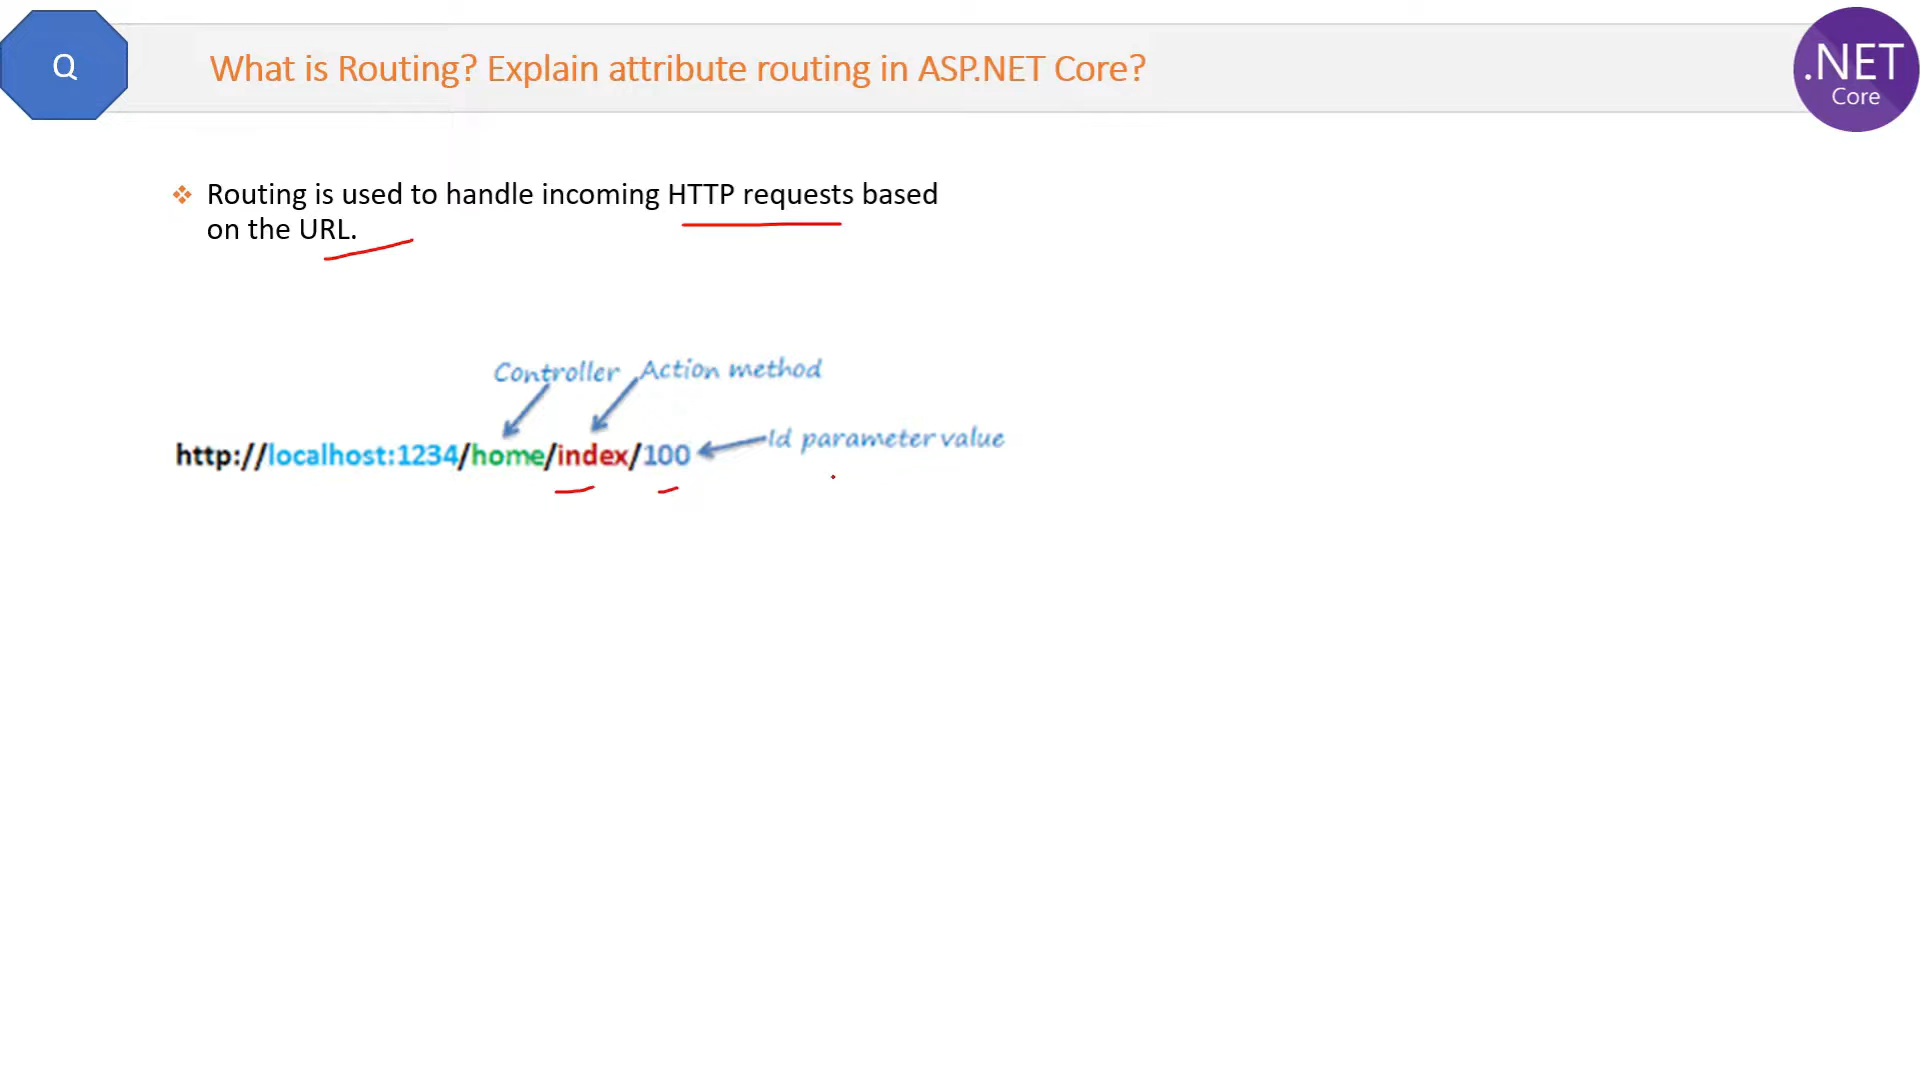 Q
What is Routing? Explain attribute routing in ASP.NET Core?
.NET
Core
Routing is used to handle incoming HTTP requests based
on the URL.
Controller Action method
Id parameter value
http://localhost:1234/home/index/100